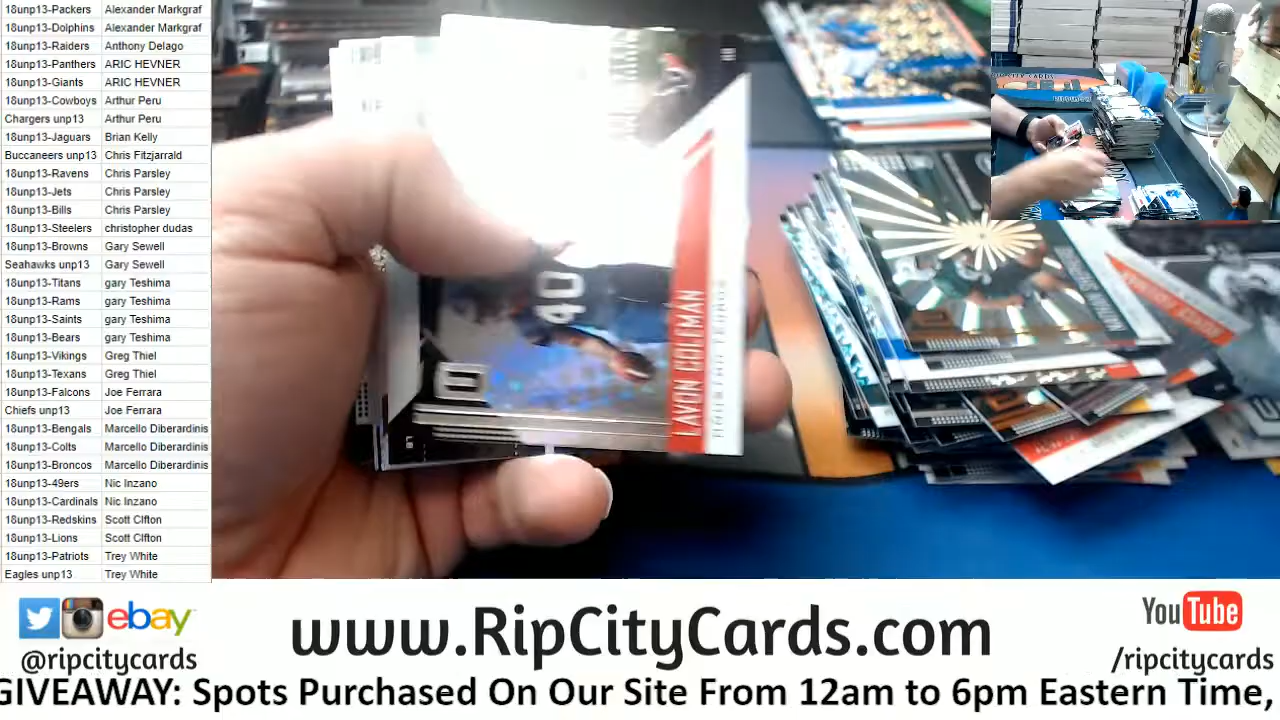 18unp13-Packers Alexander Markgraf
18unp13-Dolphins Alexander Markgraf
18unp13-Raiders Anthony Delago
18unp13-Panthers ARIC HEVNER
18unp13-Giants ARIC HEVNER
18unp13-Cowboys Arthur Peru
Chargers unp13 Arthur Peru
18unp13-Jaguars Brian Kelly
Buccaneers unp13 Chris Fitzjarrald
18unp13-Ravens Chris Parsley
18unp13-Jets Chris Parsley
18unp13-Bills Chris Parsley
18unp13-Steelers christopher dudas
18unp13-Browns Gary Sewell
Seahawks unp13 Gary Sewell
18unp13-Titans gary Teshima
18unp13-Rams gary Teshima
18unp13-Saints gary Teshima
18unp13-Bears gary Teshima
18unp13-Vikings Greg Thiel
18unp13-Texans Greg Thiel
18unp13-Falcons Joe Ferrara
Chiefs unp13 Joe Ferrara
18unp13-Bengals Marcello Diberardinis
18unp13-Colts Marcello Diberardinis
18unp13-Broncos Marcello Diberardinis
18unp13-49ers Nic Inzano
18unp13-Cardinals Nic Inzano
18unp13-Redskins Scott Clfton
18unp13-Lions Scott Clfton
18unp13-Patriots Trey White
Eagles unp13 Trey White
40
LAVON COLEMAN
HOUSTON TEXANS
ebay
@ripcitycards
www.RipCityCards.com
YouTube
/ripcitycards
GIVEAWAY: Spots Purchased On Our Site From 12am to 6pm Eastern Time,